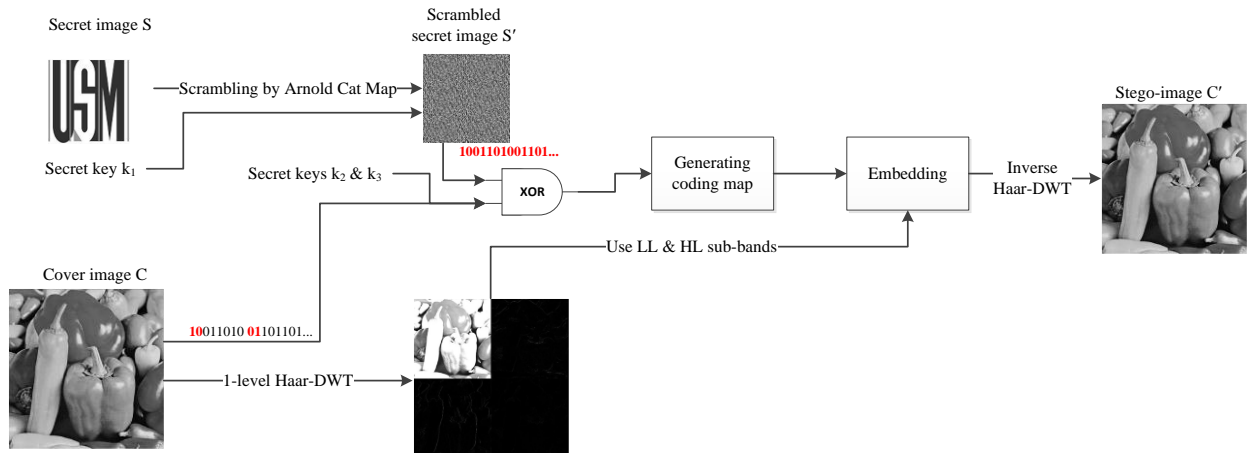 Secret image S
USM
Secret key k₁
Scrambling by Arnold Cat Map
Scrambled
secret image S′
1001101001101...
Secret keys k₂ & k₃
XOR
Generating
coding map
Embedding
Inverse
Haar-DWT
Stego-image C′
Use LL & HL sub-bands
Cover image C
10011010 01101101...
1-level Haar-DWT